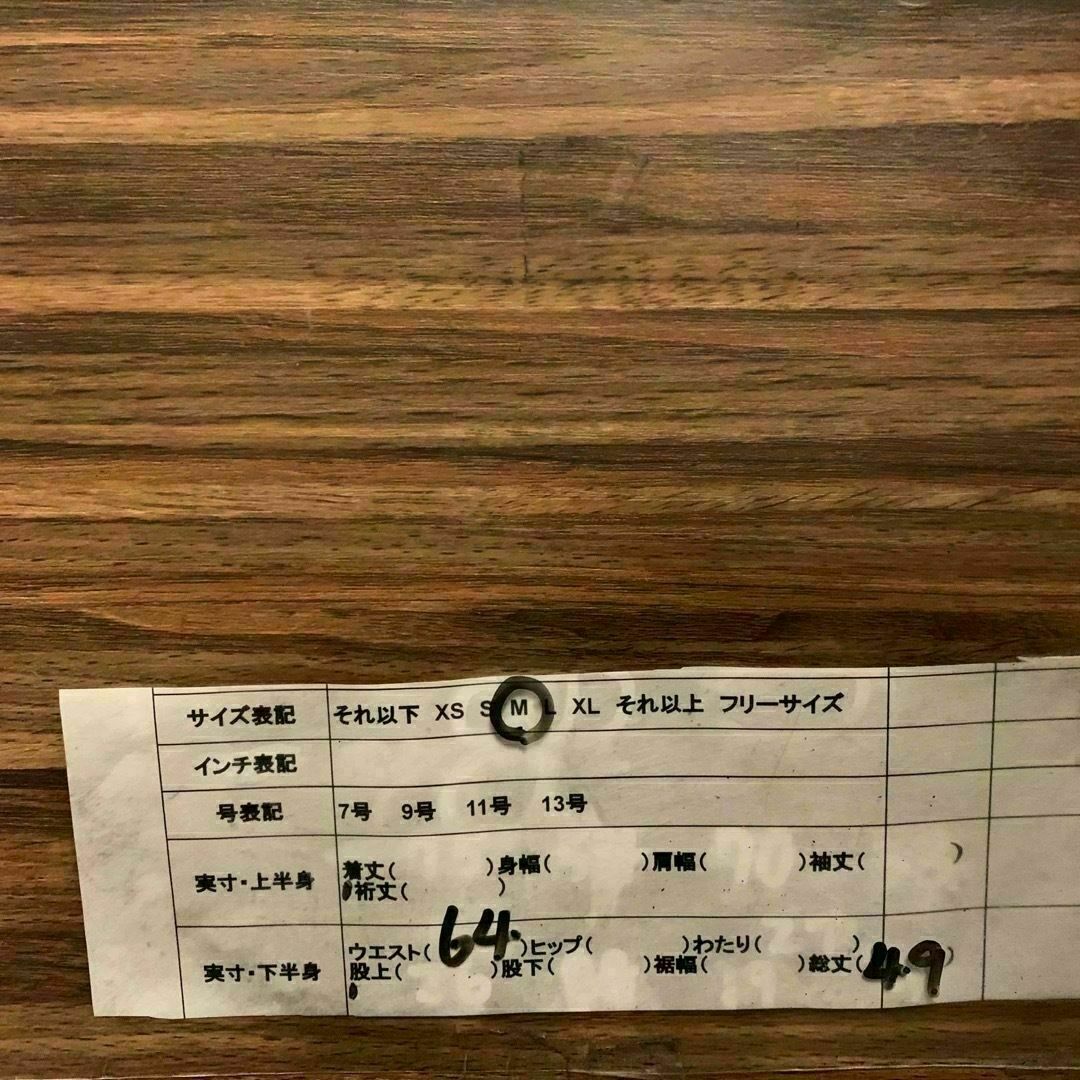 サイズ表記 それ以下 XS S M L XL それ以上 フリーサイズ
インチ表記
号表記 7号 9号 11号 13号
実寸・上半身 着丈( )身幅( )肩幅( )袖丈( )
裄丈( )
実寸・下半身 ウエスト(64.)ヒップ( )わたり( )
股上( )股下( )裾幅( )総丈(49)